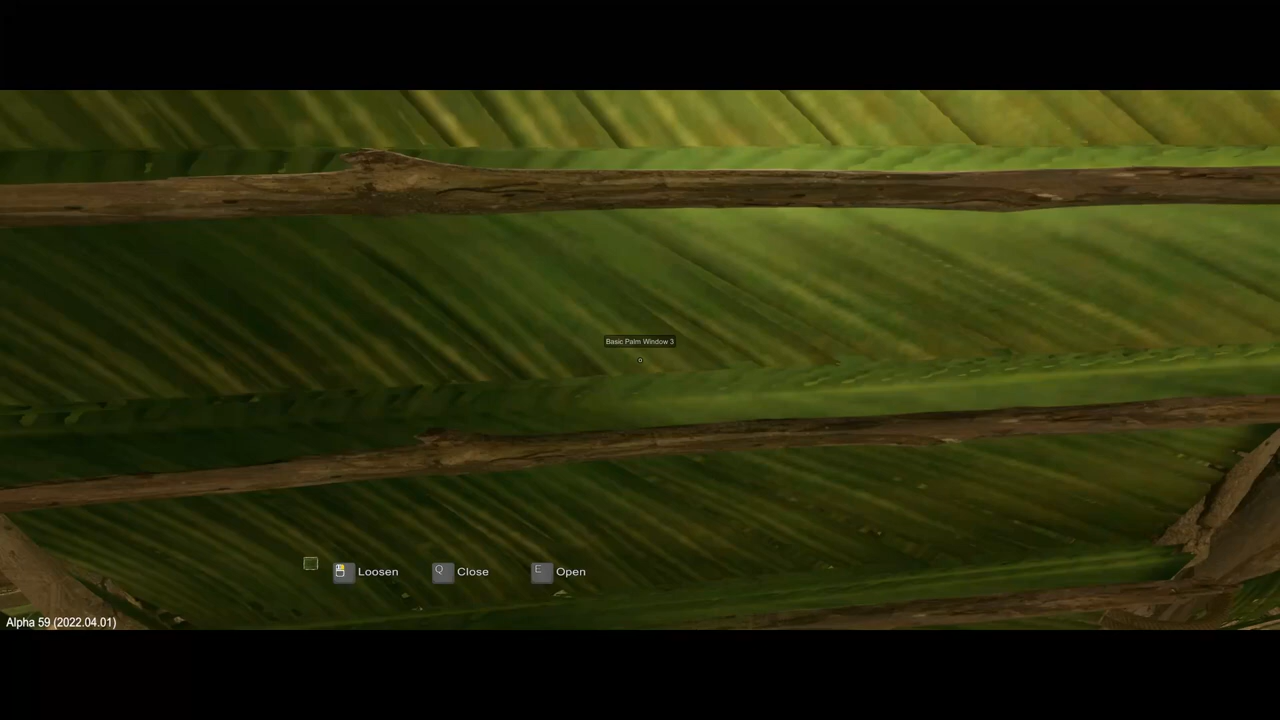 Basic Palm Window 3
Loosen
Q Close
E Open
Alpha 59 (2022.04.01)